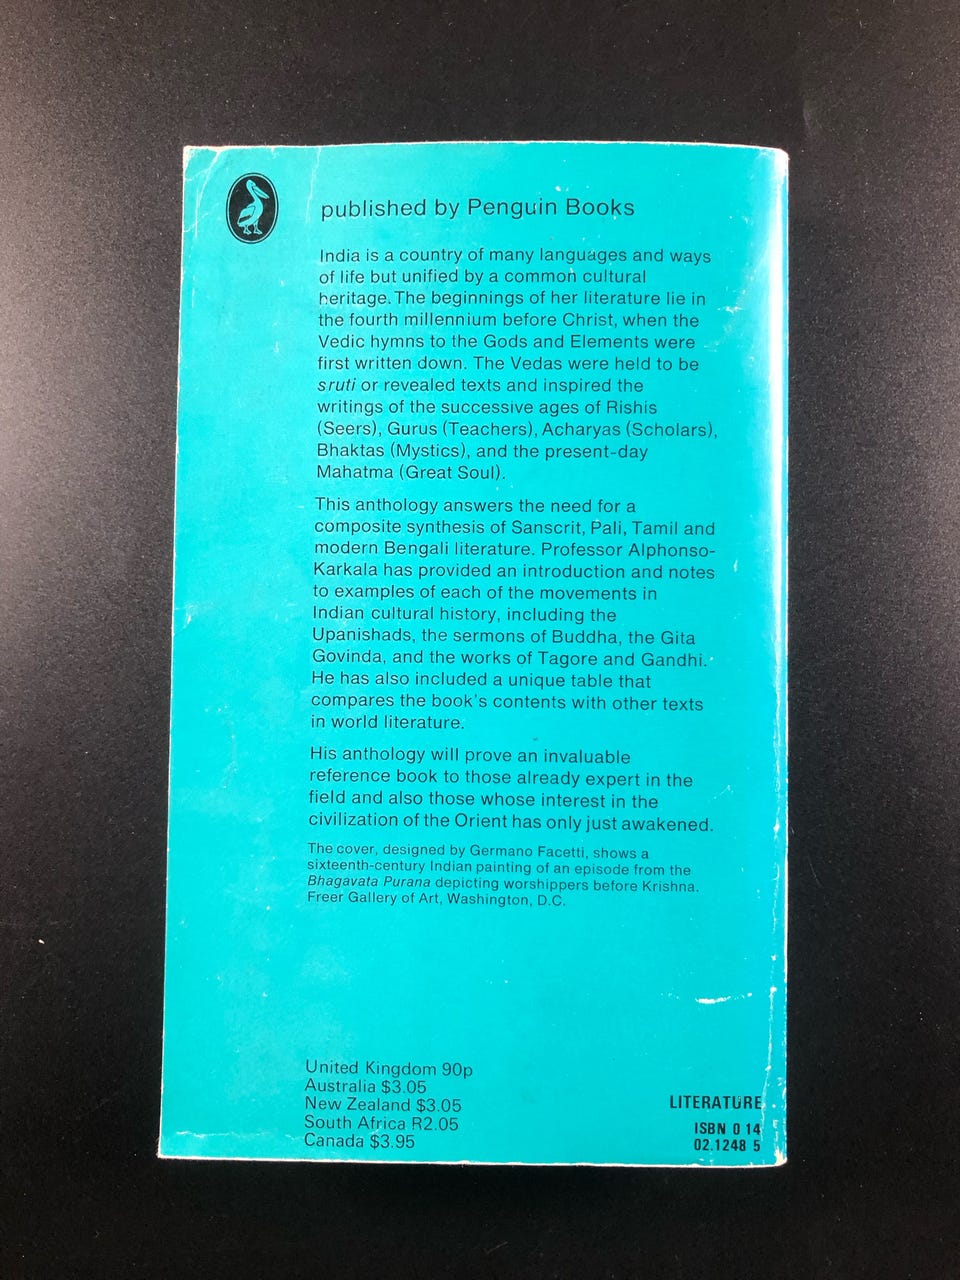 published by Penguin Books
India is a country of many languages and ways
of life but unified by a common cultural
heritage. The beginnings of her literature lie in
the fourth millennium before Christ, when the
Vedic hymns to the Gods and Elements were
first written down. The Vedas were held to be
sruti or revealed texts and inspired the
writings of the successive ages of Rishis
(Seers), Gurus (Teachers), Acharyas (Scholars),
Bhaktas (Mystics), and the present-day
Mahatma (Great Soul).
This anthology answers the need for a
composite synthesis of Sanscrit, Pali, Tamil and
modern Bengali literature. Professor Alphonso-
Karkala has provided an introduction and notes
to examples of each of the movements in
Indian cultural history, including the
Upanishads, the sermons of Buddha, the Gita
Govinda, and the works of Tagore and Gandhi.
He has also included a unique table that
compares the book's contents with other texts
in world literature.
His anthology will prove an invaluable
reference book to those already expert in the
field and also those whose interest in the
civilization of the Orient has only just awakened.
The cover, designed by Germano Facetti, shows a
sixteenth-century Indian painting of an episode from the
Bhagavata Purana depicting worshippers before Krishna.
Freer Gallery of Art, Washington, D.C.
United Kingdom 90p
Australia $3.05
New Zealand $3.05
South Africa R2.05
Canada $3.95
LITERATURE
ISBN 0 14
02.1248 5